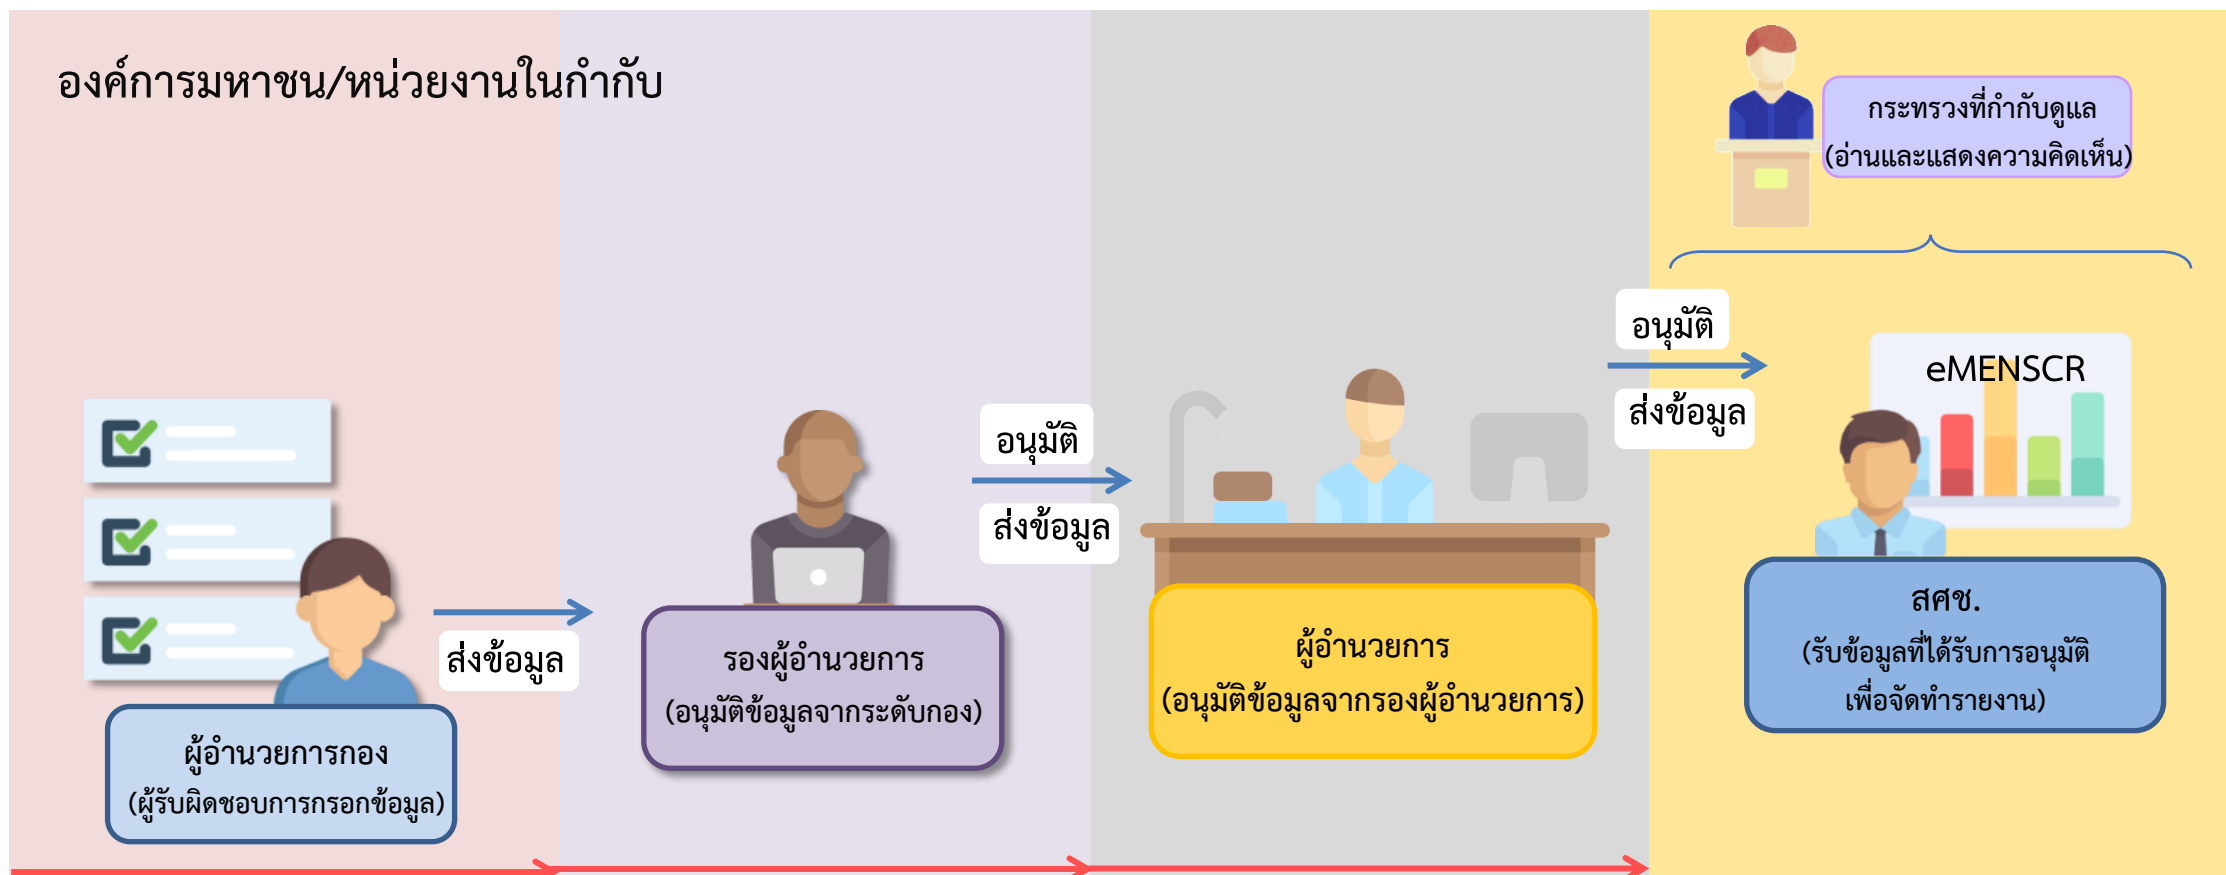 องค์การมหาชน/หน่วยงานในกำกับ
กระทรวงที่กำกับดูแล
(อ่านและแสดงความคิดเห็น)
อนุมัติ
ส่งข้อมูล
eMENSCR
อนุมัติ
ส่งข้อมูล
ส่งข้อมูล
สศช.
(รับข้อมูลที่ได้รับการอนุมัติ
เพื่อจัดทำรายงาน)
ผู้อำนวยการ
(อนุมัติข้อมูลจากรองผู้อำนวยการ)
รองผู้อำนวยการ
(อนุมัติข้อมูลจากระดับกอง)
ผู้อำนวยการกอง
(ผู้รับผิดชอบการกรอกข้อมูล)